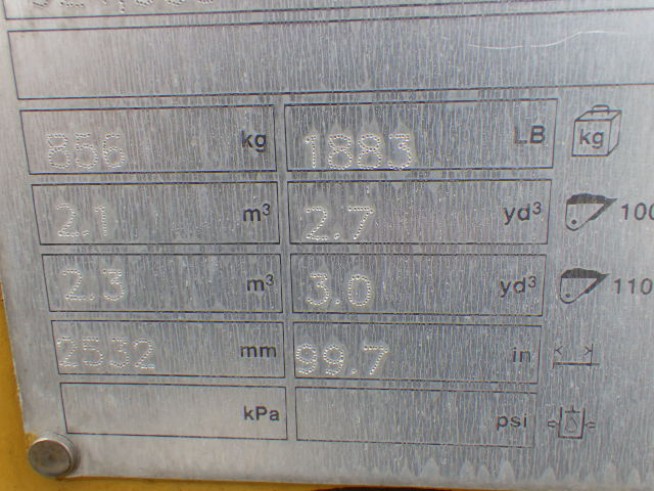 856 kg 1883 LB kg
2.1 m³ 2.7 yd³ 100
2.3 m³ 3.0 yd³ 110
2532 mm 99.7 in
kPa psi